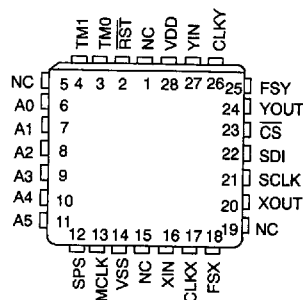 TM1 TM0 RST NC VDD YIN CLKY
4 3 2 1 28 27 26
NC 5 25 FSY
A0 6 24 YOUT
A1 7 23 CS
A2 8 22 SDI
A3 9 21 SCLK
A4 10 20 XOUT
A5 11 19 NC
12 13 14 15 16 17 18
SPS MCLK VSS NC XIN CLKX FSX